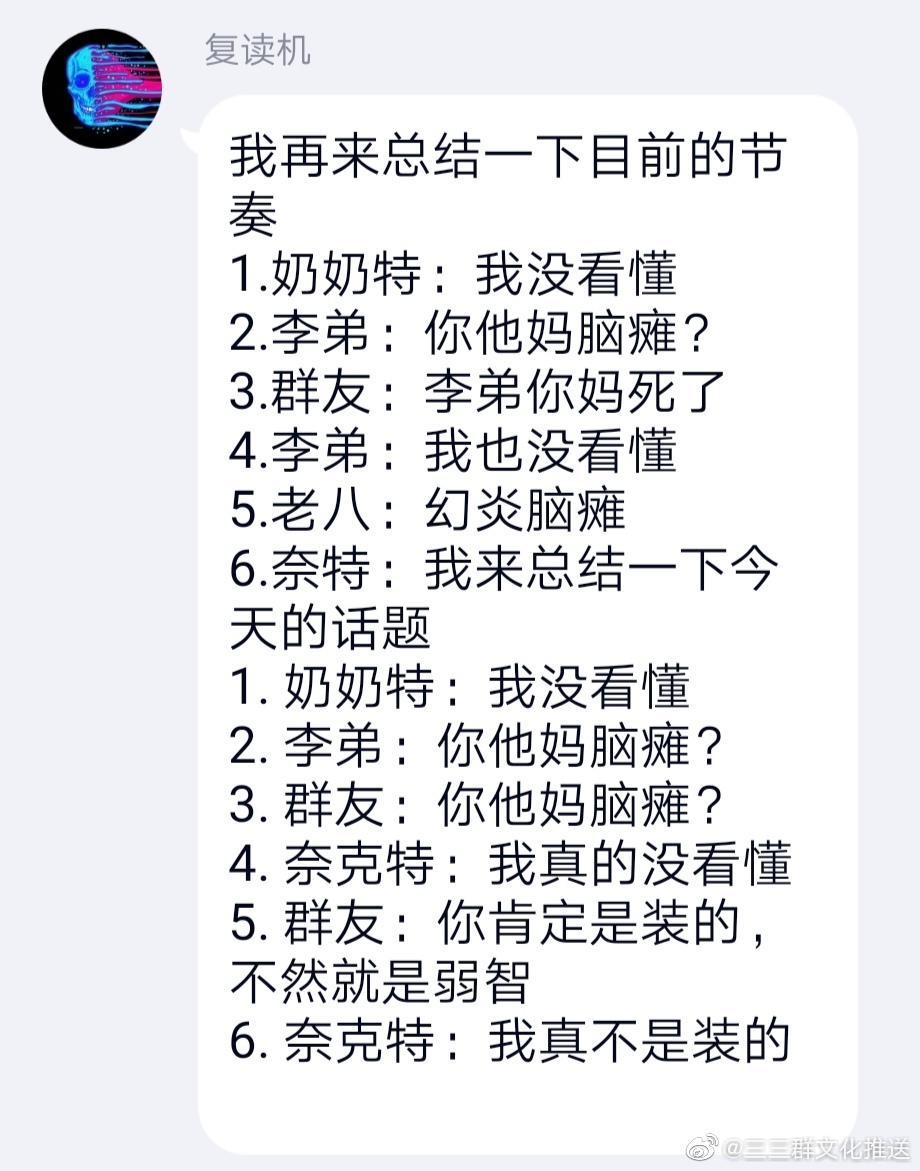 复读机
我再来总结一下目前的节
奏
1.奶奶特：我没看懂
2.李弟：你他妈脑瘫？
3.群友：李弟你妈死了
4.李弟：我也没看懂
5.老八：幻炎脑瘫
6.奈特：我来总结一下今
天的话题
1. 奶奶特：我没看懂
2. 李弟：你他妈脑瘫？
3. 群友：你他妈脑瘫？
4. 奈克特：我真的没看懂
5. 群友：你肯定是装的，
不然就是弱智
6. 奈克特：我真不是装的
@三三群文化推送